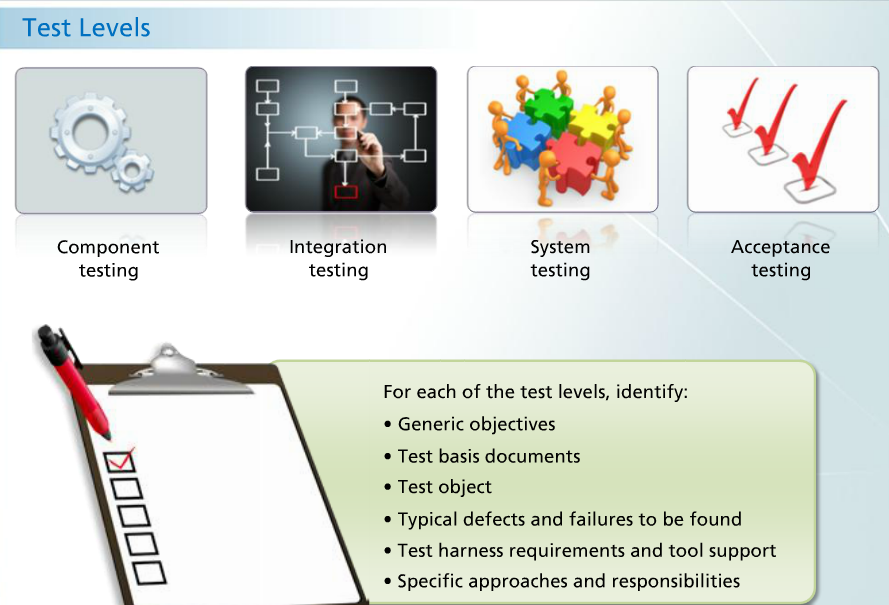 Test Levels
Component
testing
Integration
testing
System
testing
Acceptance
testing
For each of the test levels, identify:
• Generic objectives
• Test basis documents
• Test object
• Typical defects and failures to be found
• Test harness requirements and tool support
• Specific approaches and responsibilities